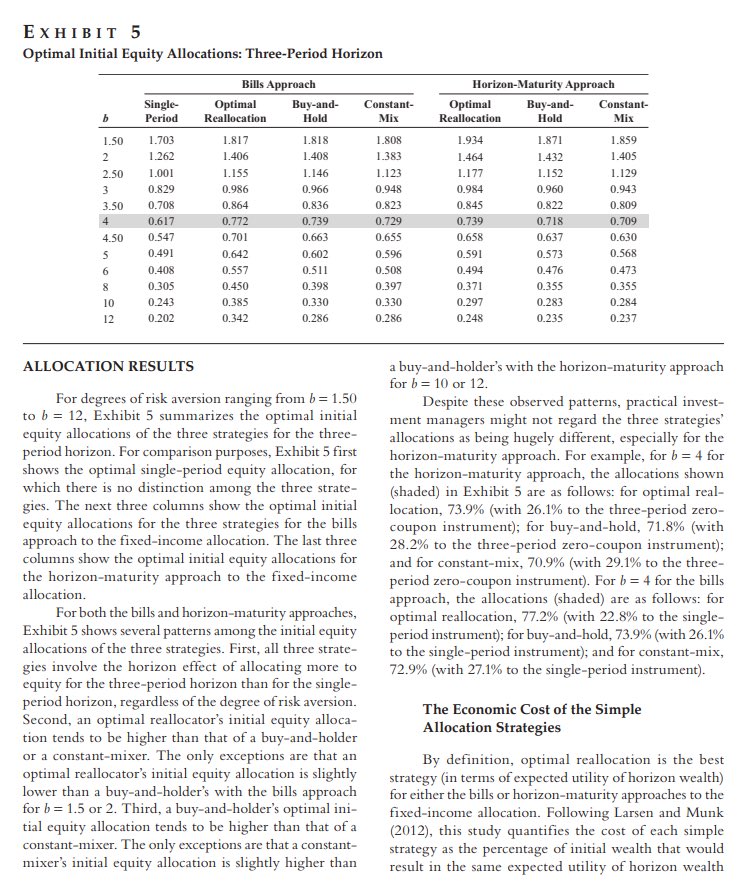 EXHIBIT 5
Optimal Initial Equity Allocations: Three-Period Horizon
Bills Approach Horizon-Maturity Approach
Single- Optimal Buy-and- Constant- Optimal Buy-and- Constant-
b Period Reallocation Hold Mix Reallocation Hold Mix
1.50 1.703 1.817 1.818 1.808 1.934 1.871 1.859
2 1.262 1.406 1.408 1.383 1.464 1.432 1.405
2.50 1.001 1.155 1.146 1.123 1.177 1.152 1.129
3 0.829 0.986 0.966 0.948 0.984 0.960 0.943
3.50 0.708 0.864 0.836 0.823 0.845 0.822 0.809
4 0.617 0.772 0.739 0.729 0.739 0.718 0.709
4.50 0.547 0.701 0.663 0.655 0.658 0.637 0.630
5 0.491 0.642 0.602 0.596 0.591 0.573 0.568
6 0.408 0.557 0.511 0.508 0.494 0.476 0.473
8 0.305 0.450 0.398 0.397 0.371 0.355 0.355
10 0.243 0.385 0.330 0.330 0.297 0.283 0.284
12 0.202 0.342 0.286 0.286 0.248 0.235 0.237
ALLOCATION RESULTS
For degrees of risk aversion ranging from b = 1.50
to b = 12, Exhibit 5 summarizes the optimal initial
equity allocations of the three strategies for the three-
period horizon. For comparison purposes, Exhibit 5 first
shows the optimal single-period equity allocation, for
which there is no distinction among the three strate-
gies. The next three columns show the optimal initial
equity allocations for the three strategies for the bills
approach to the fixed-income allocation. The last three
columns show the optimal initial equity allocations for
the horizon-maturity approach to the fixed-income
allocation.
For both the bills and horizon-maturity approaches,
Exhibit 5 shows several patterns among the initial equity
allocations of the three strategies. First, all three strate-
gies involve the horizon effect of allocating more to
equity for the three-period horizon than for the single-
period horizon, regardless of the degree of risk aversion.
Second, an optimal reallocator's initial equity alloca-
tion tends to be higher than that of a buy-and-holder
or a constant-mixer. The only exceptions are that an
optimal reallocator's initial equity allocation is slightly
lower than a buy-and-holder's with the bills approach
for b = 1.5 or 2. Third, a buy-and-holder's optimal ini-
tial equity allocation tends to be higher than that of a
constant-mixer. The only exceptions are that a constant-
mixer's initial equity allocation is slightly higher than
a buy-and-holder's with the horizon-maturity approach
for b = 10 or 12.
Despite these observed patterns, practical invest-
ment managers might not regard the three strategies'
allocations as being hugely different, especially for the
horizon-maturity approach. For example, for b = 4 for
the horizon-maturity approach, the allocations shown
(shaded) in Exhibit 5 are as follows: for optimal real-
location, 73.9% (with 26.1% to the three-period zero-
coupon instrument); for buy-and-hold, 71.8% (with
28.2% to the three-period zero-coupon instrument);
and for constant-mix, 70.9% (with 29.1% to the three-
period zero-coupon instrument). For b = 4 for the bills
approach, the allocations (shaded) are as follows: for
optimal reallocation, 77.2% (with 22.8% to the single-
period instrument); for buy-and-hold, 73.9% (with 26.1%
to the single-period instrument); and for constant-mix,
72.9% (with 27.1% to the single-period instrument).
The Economic Cost of the Simple
Allocation Strategies
By definition, optimal reallocation is the best
strategy (in terms of expected utility of horizon wealth)
for either the bills or horizon-maturity approaches to the
fixed-income allocation. Following Larsen and Munk
(2012), this study quantifies the cost of each simple
strategy as the percentage of initial wealth that would
result in the same expected utility of horizon wealth